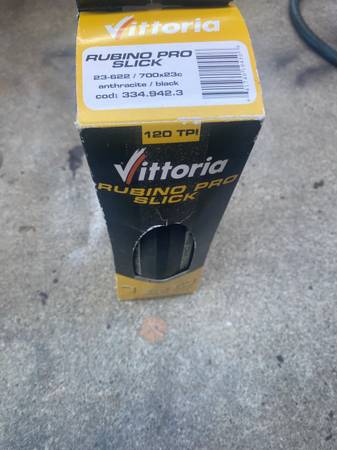 Vittoria
RUBINO PRO
SLICK
23-622 / 700x23c
anthracite / black
cod: 334.942.3
120 TPI
Vittoria
RUBINO PRO
SLICK